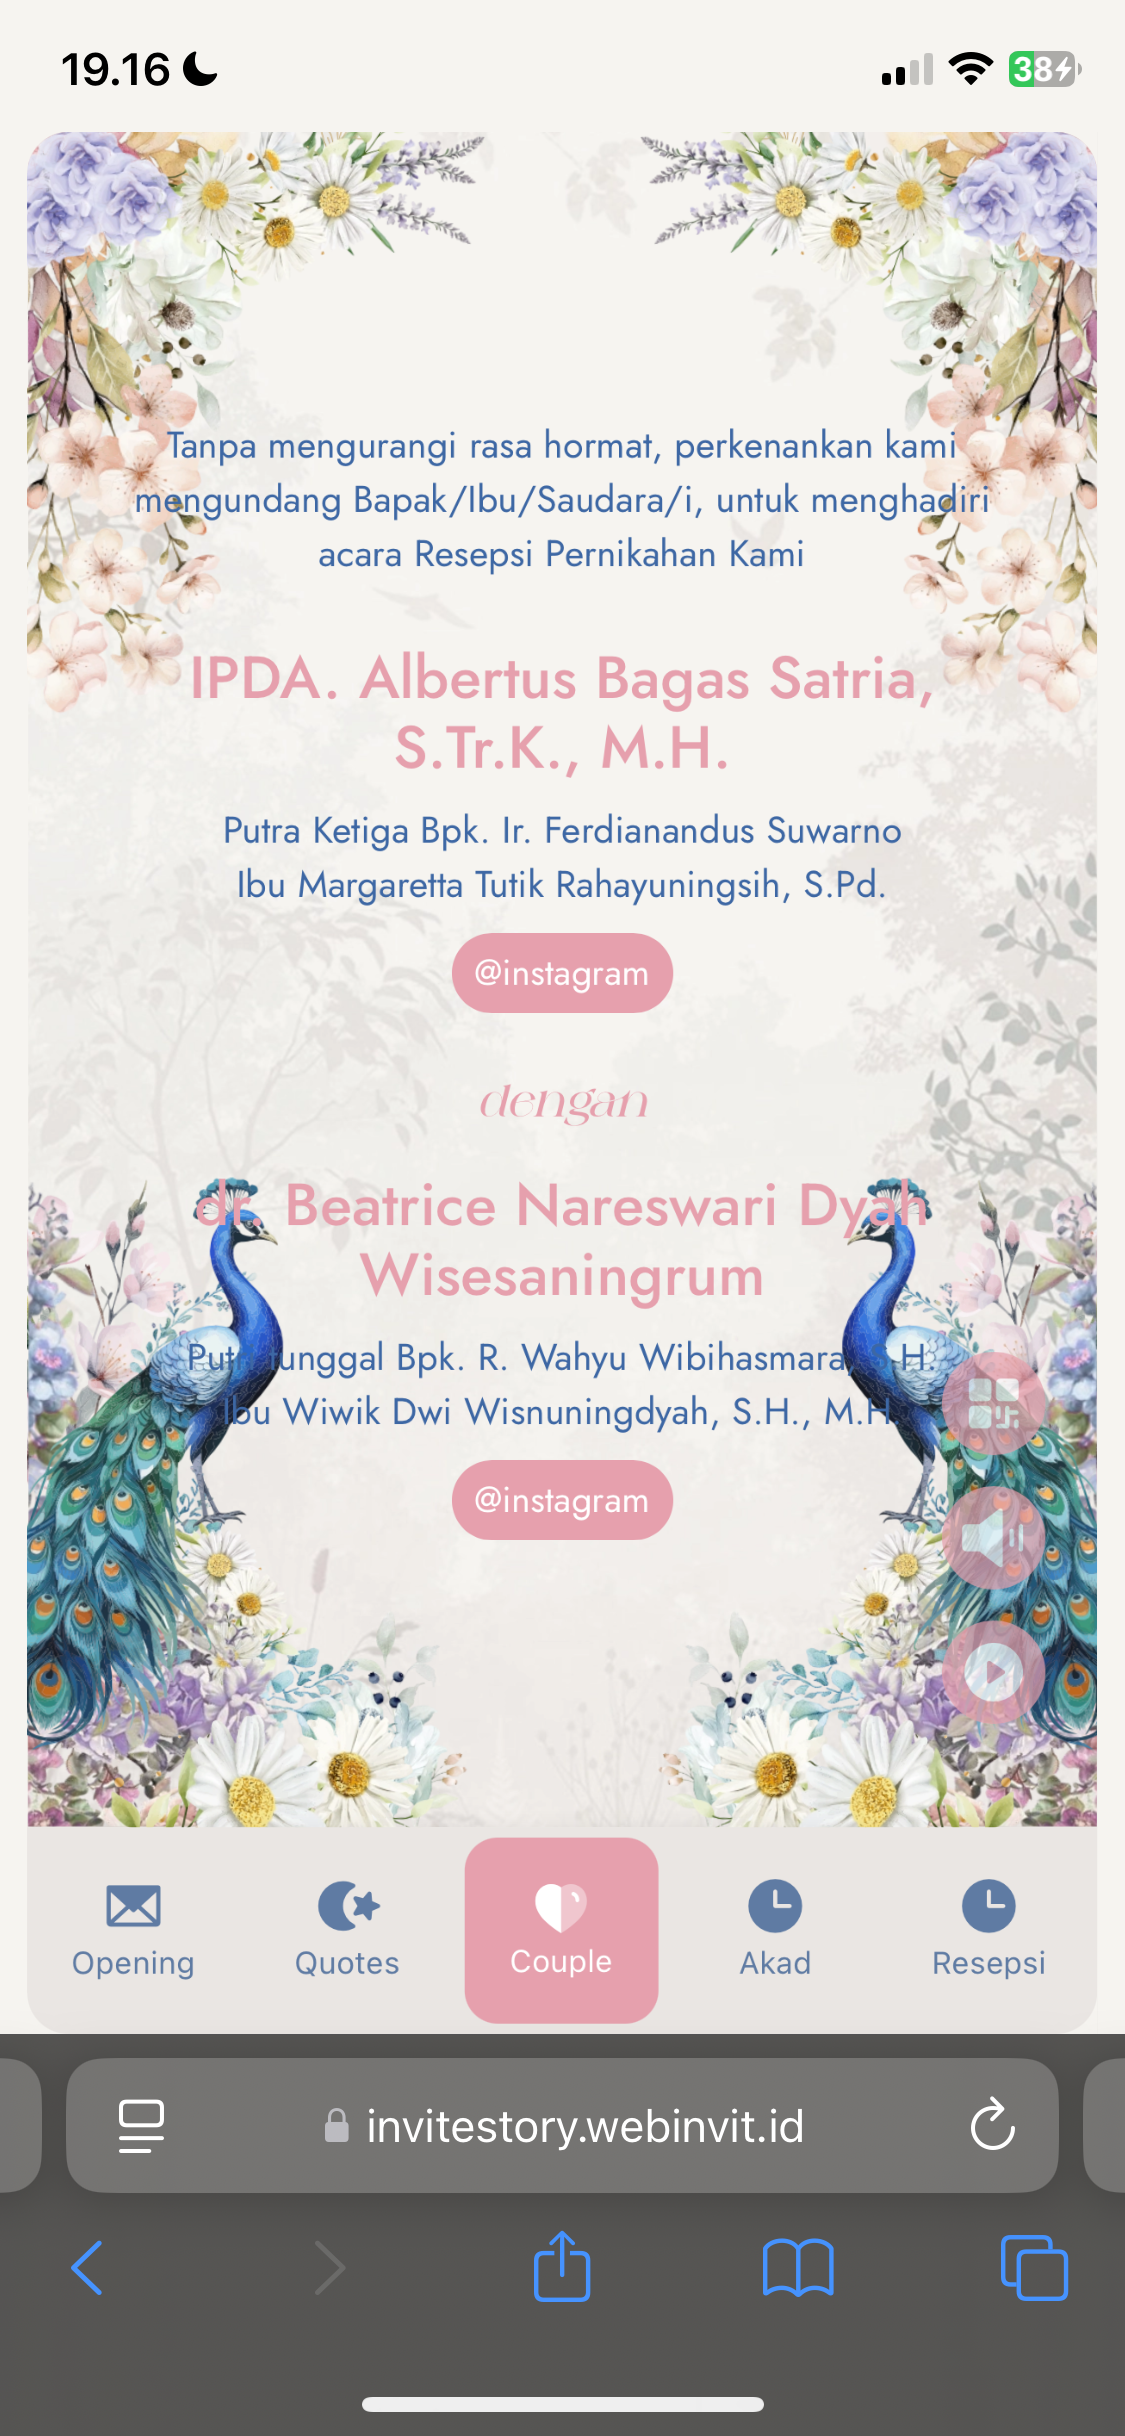 19.16
38
Tanpa mengurangi rasa hormat, perkenankan kami
mengundang Bapak/Ibu/Saudara/i, untuk menghadiri
acara Resepsi Pernikahan Kami
IPDA. Albertus Bagas Satria,
S.Tr.K., M.H.
Putra Ketiga Bpk. Ir. Ferdianandus Suwarno
Ibu Margaretta Tutik Rahayuningsih, S.Pd.
@instagram
dengan
dr. Beatrice Nareswari Dyah
Wisesaningrum
Putri tunggal Bpk. R. Wahyu Wibihasmara, S.H.
Ibu Wiwik Dwi Wisnuningdyah, S.H., M.H.
@instagram
Opening
Quotes
Couple
Akad
Resepsi
invitestory.webinvit.id